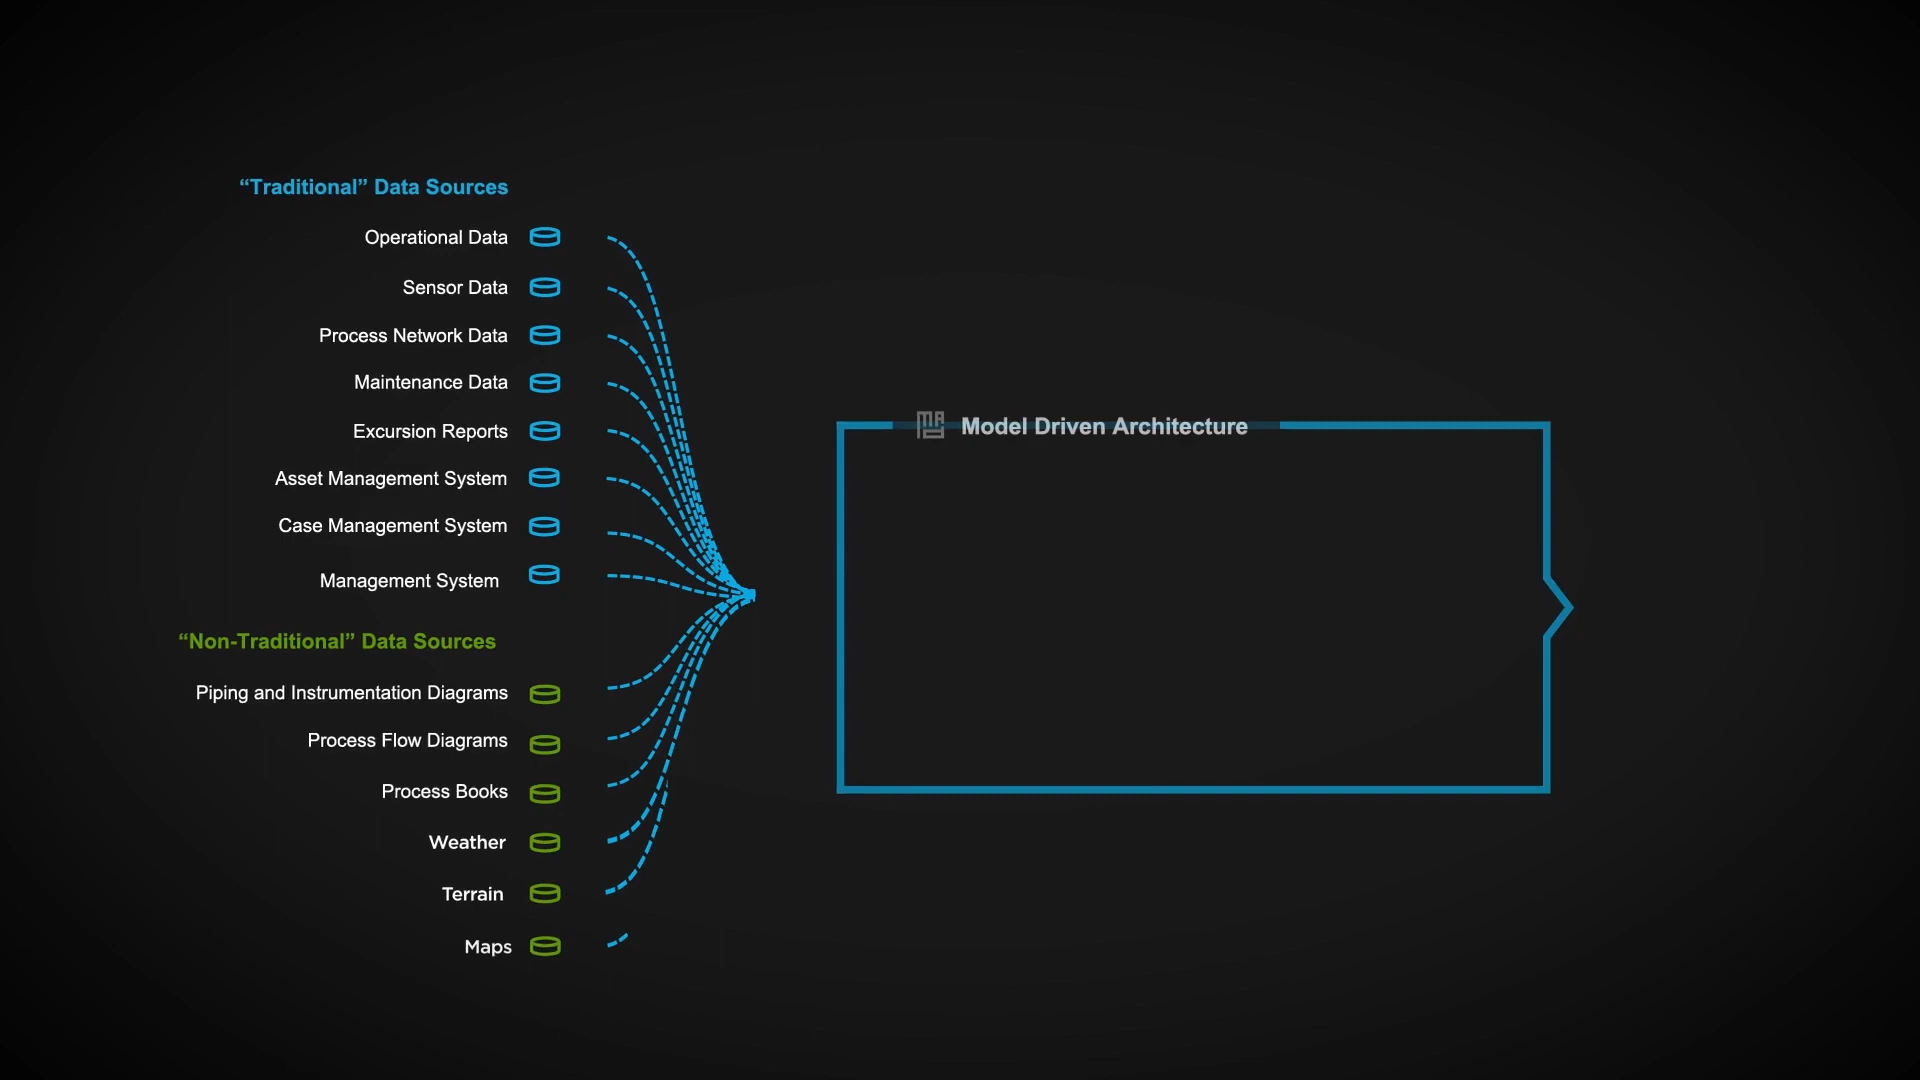 “Traditional” Data Sources
Operational Data
Sensor Data
Process Network Data
Maintenance Data
Excursion Reports
Asset Management System
Case Management System
Management System
“Non-Traditional” Data Sources
Piping and Instrumentation Diagrams
Process Flow Diagrams
Process Books
Weather
Terrain
Maps
Model Driven Architecture